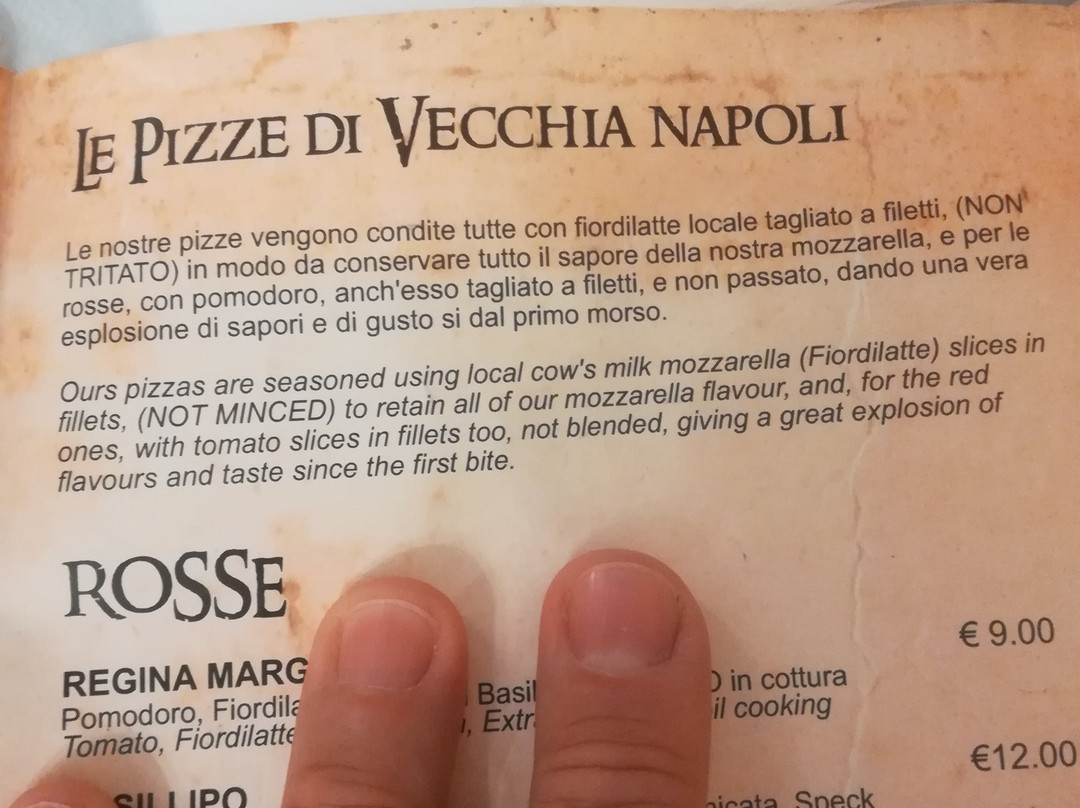 LE PIZZE DI VECCHIA NAPOLI
Le nostre pizze vengono condite tutte con fiordilatte locale tagliato a filetti, (NON
TRITATO) in modo da conservare tutto il sapore della nostra mozzarella, e per le
rosse, con pomodoro, anch'esso tagliato a filetti, e non passato, dando una vera
esplosione di sapori e di gusto si dal primo morso.
Ours pizzas are seasoned using local cow's milk mozzarella (Fiordilatte) slices in
fillets, (NOT MINCED) to retain all of our mozzarella flavour, and, for the red
ones, with tomato slices in fillets too, not blended, giving a great explosion of
flavours and taste since the first bite.
ROSSE
REGINA € 9.00
Pomodoro, in cottura
Tomato, Fiordilatte cooking
€12.00
Speck